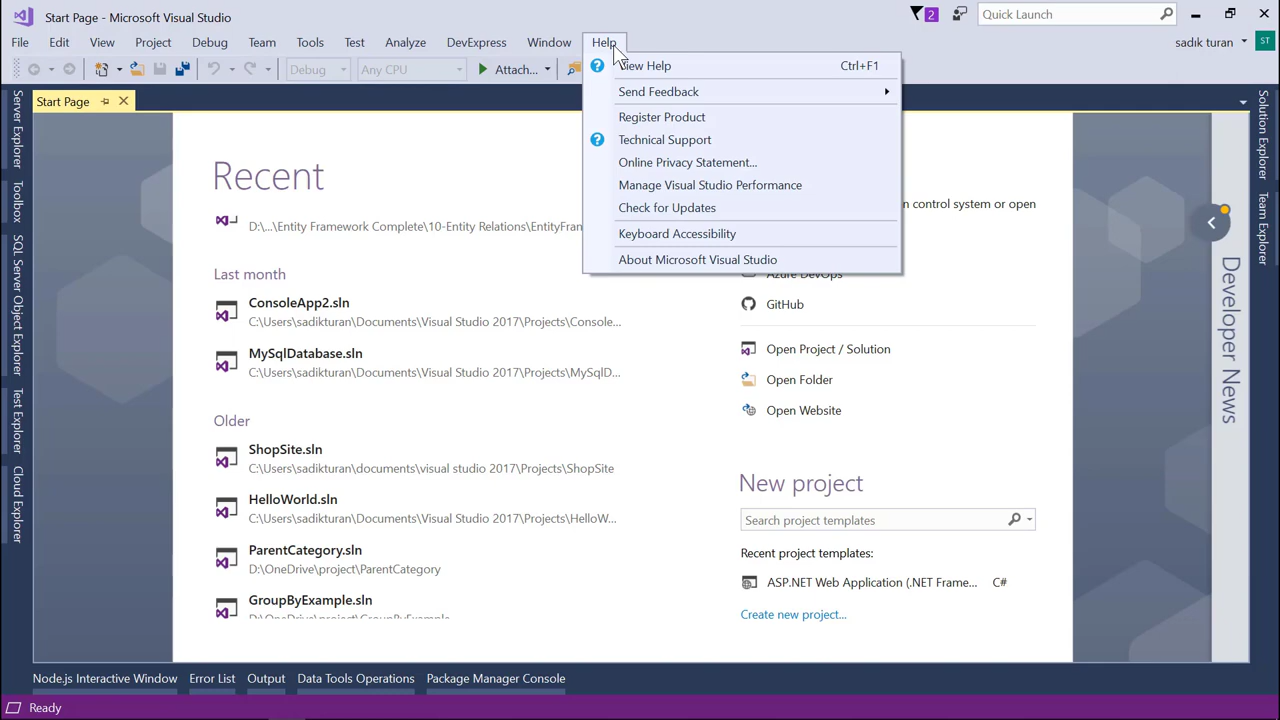 Start Page - Microsoft Visual Studio
2
Quick Launch
File Edit View Project Debug Team Tools Test Analyze DevExpress Window Help
sadik turan
ST
Debug Any CPU Attach...
View Help Ctrl+F1
Send Feedback
Register Product
Technical Support
Online Privacy Statement...
Manage Visual Studio Performance
Check for Updates
Keyboard Accessibility
About Microsoft Visual Studio
Start Page
Server Explorer
Toolbox
SQL Server Object Explorer
Test Explorer
Cloud Explorer
Recent
D:\...\Entity Framework Complete\10-Entity Relations\EntityFram
Last month
ConsoleApp2.sln
C:\Users\sadikturan\Documents\Visual Studio 2017\Projects\Console...
MySqlDatabase.sln
C:\Users\sadikturan\Documents\Visual Studio 2017\Projects\MySqlD...
Older
ShopSite.sln
C:\Users\sadikturan\documents\visual studio 2017\Projects\ShopSite
HelloWorld.sln
C:\Users\sadikturan\Documents\Visual Studio 2017\Projects\HelloW...
ParentCategory.sln
D:\OneDrive\project\ParentCategory
GroupByExample.sln
D:\OneDrive\project\GroupByExample
n control system or open
Azure DevOps
GitHub
Open Project / Solution
Open Folder
Open Website
New project
Search project templates
Recent project templates:
ASP.NET Web Application (.NET Frame... C#
Create new project...
Developer News
Solution Explorer
Team Explorer
Node.js Interactive Window Error List Output Data Tools Operations Package Manager Console
Ready